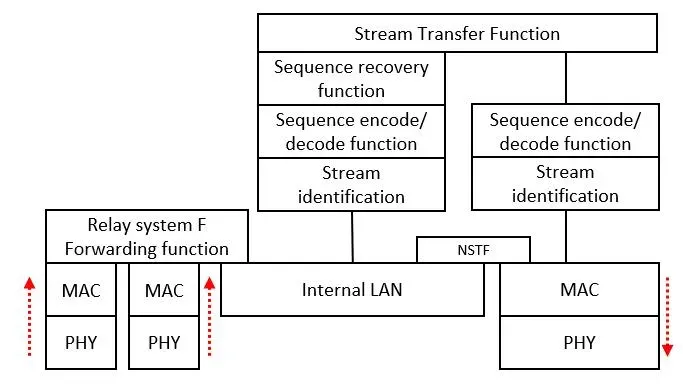 Stream Transfer Function
Sequence recovery
function
Sequence encode/
decode function
Sequence encode/
decode function
Stream
identification
Stream
identification
Relay system F
Forwarding function
NSTF
MAC
MAC
Internal LAN
MAC
PHY
PHY
PHY